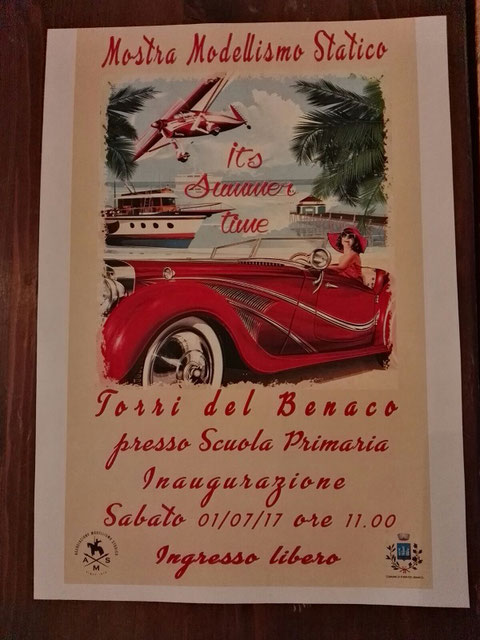 Mostra Modellismo Statico
it's
Summer
time
Torri del Benaco
presso Scuola Primaria
Inaugurazione
Sabato 01/07/17 ore 11.00
Ingresso libero
A S
M